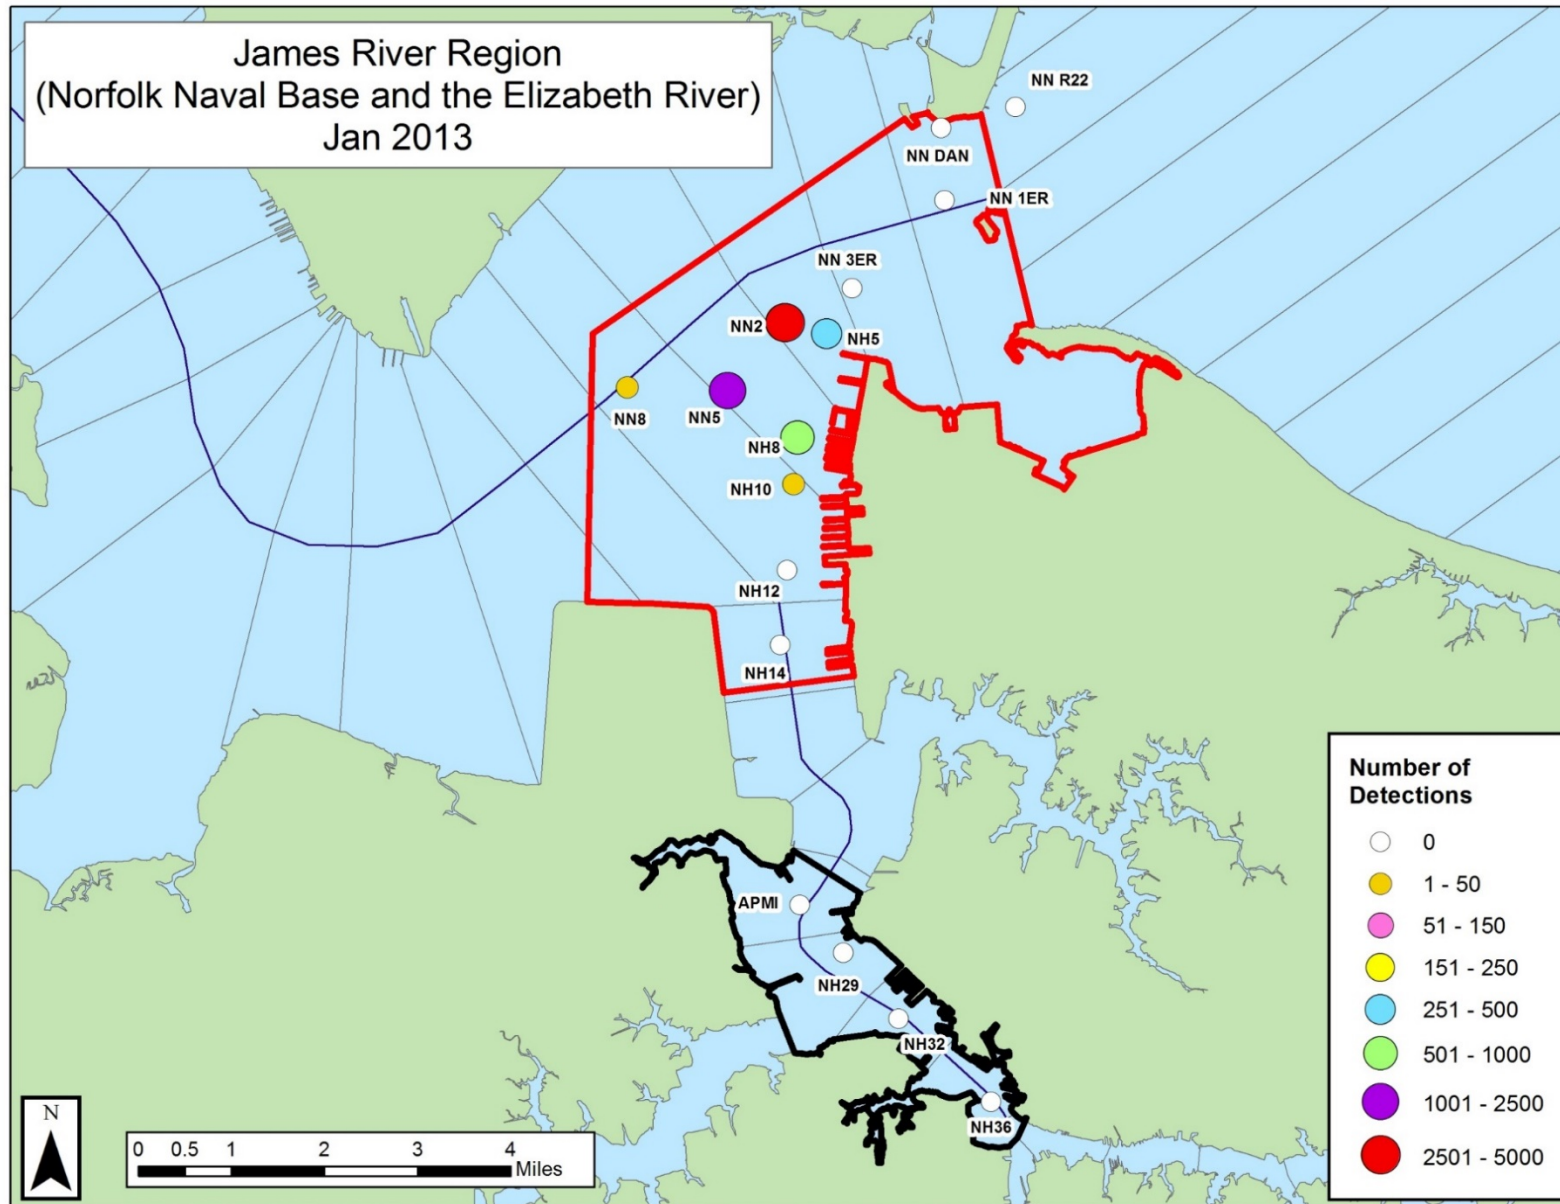 James River Region
(Norfolk Naval Base and the Elizabeth River)
Jan 2013
NN R22
NN DAN
NN 1ER
NN 3ER
NN2
NH5
NN8
NN5
NH8
NH10
NH12
NH14
APMI
NH29
NH32
NH36
Number of
Detections
0
1 - 50
51 - 150
151 - 250
251 - 500
501 - 1000
1001 - 2500
2501 - 5000
N
0 0.5 1 2 3 4
Miles